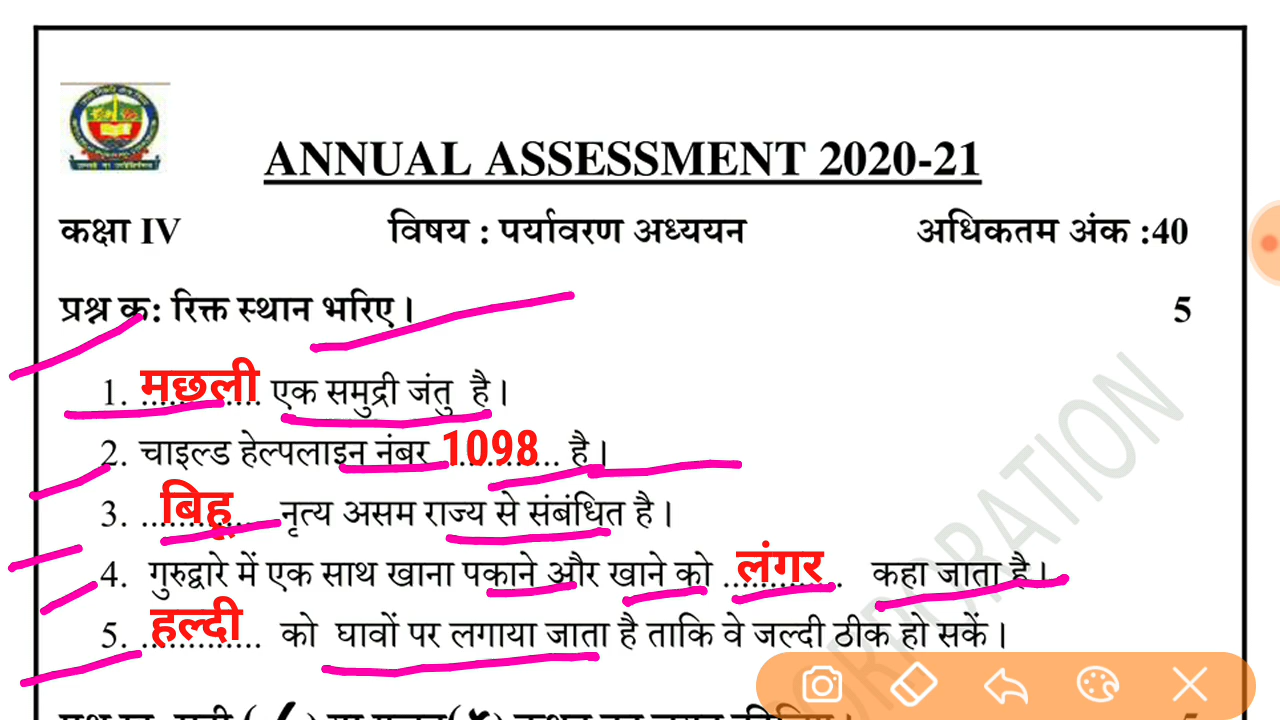 ANNUAL ASSESSMENT 2020-21
कक्षा IV विषय : पर्यावरण अध्ययन अधिकतम अंक :40
प्रश्न क: रिक्त स्थान भरिए। 5
1. मछली एक समुद्री जंतु है।
2. चाइल्ड हेल्पलाइन नंबर 1098 है।
3. बिहू नृत्य असम राज्य से संबंधित है।
4. गुरुद्वारे में एक साथ खाना पकाने और खाने को लंगर कहा जाता है।
5. हल्दी को घावों पर लगाया जाता है ताकि वे जल्दी ठीक हो सकें।